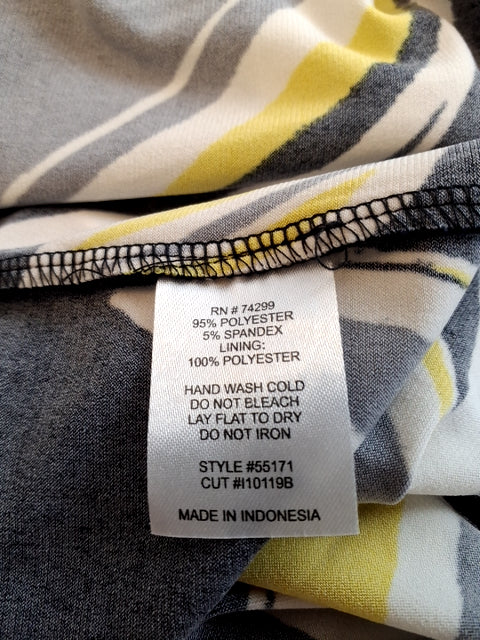 RN # 74299
95% POLYESTER
5% SPANDEX
LINING:
100% POLYESTER
HAND WASH COLD
DO NOT BLEACH
LAY FLAT TO DRY
DO NOT IRON
STYLE #55171
CUT #I10119B
MADE IN INDONESIA